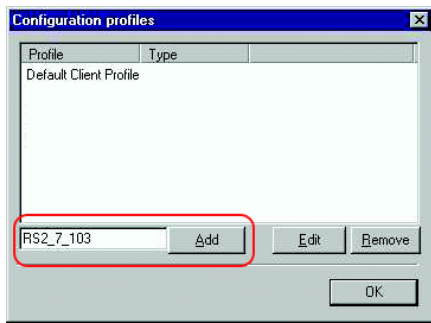 Configuration profiles
Profile Type
Default Client Profile
RS2_7_103 Add Edit Remove
OK